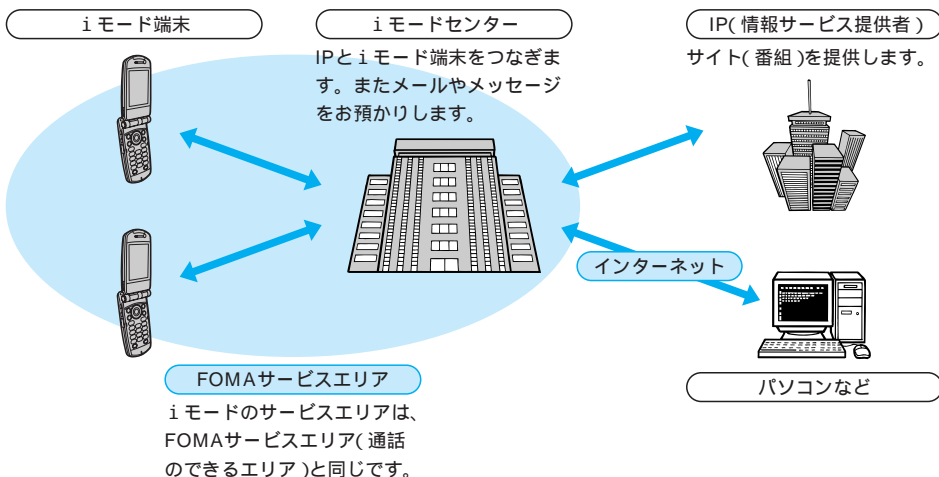 iモード端末
iモードセンター
IPとiモード端末をつなぎま
す。またメールやメッセージ
をお預かりします。
IP(情報サービス提供者)
サイト(番組)を提供します。
インターネット
パソコンなど
FOMAサービスエリア
iモードのサービスエリアは、
FOMAサービスエリア(通話
のできるエリア)と同じです。